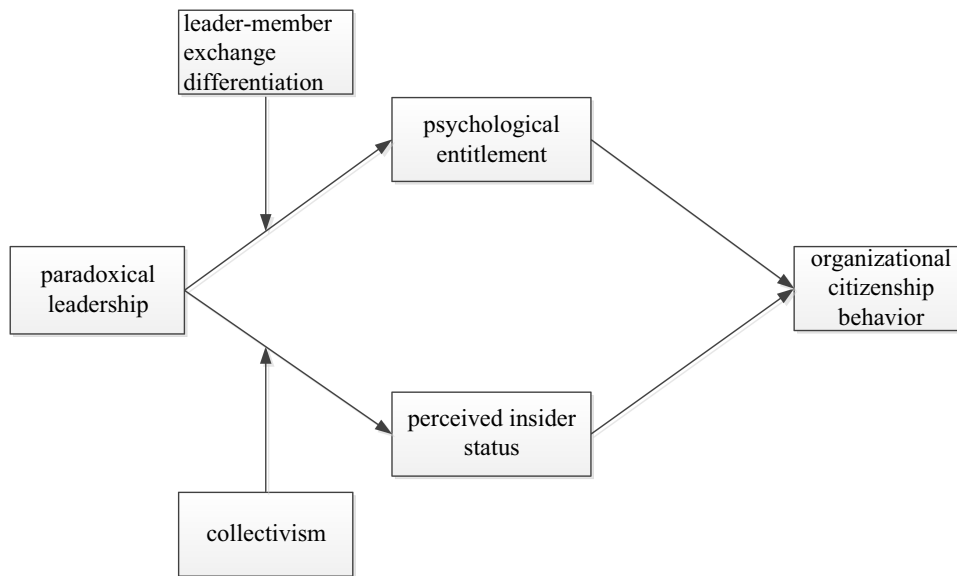 leader-member
exchange
differentiation
psychological
entitlement
paradoxical
leadership
organizational
citizenship
behavior
perceived insider
status
collectivism